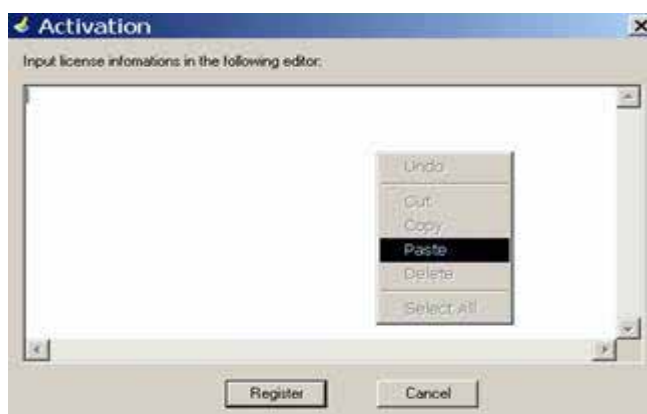 Activation
Input license infomations in the following editor:
Undo
Cut
Copy
Paste
Delete
Select All
Register
Cancel